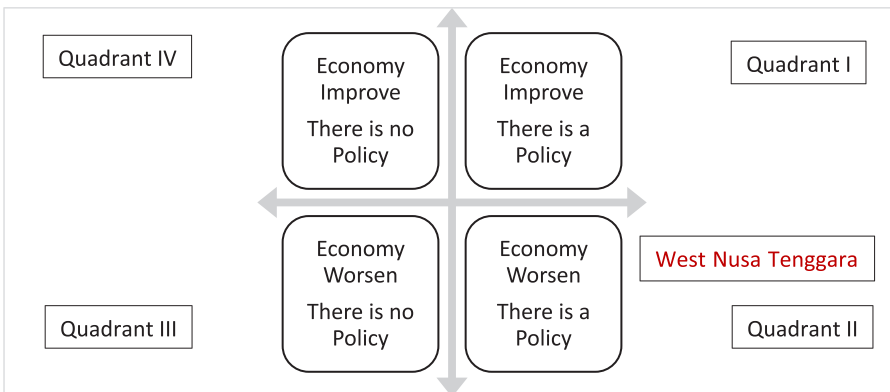 Quadrant IV
Economy
Improve
There is no
Policy
Economy
Improve
There is a
Policy
Quadrant I
Economy
Worsen
There is no
Policy
Economy
Worsen
There is a
Policy
West Nusa Tenggara
Quadrant III
Quadrant II